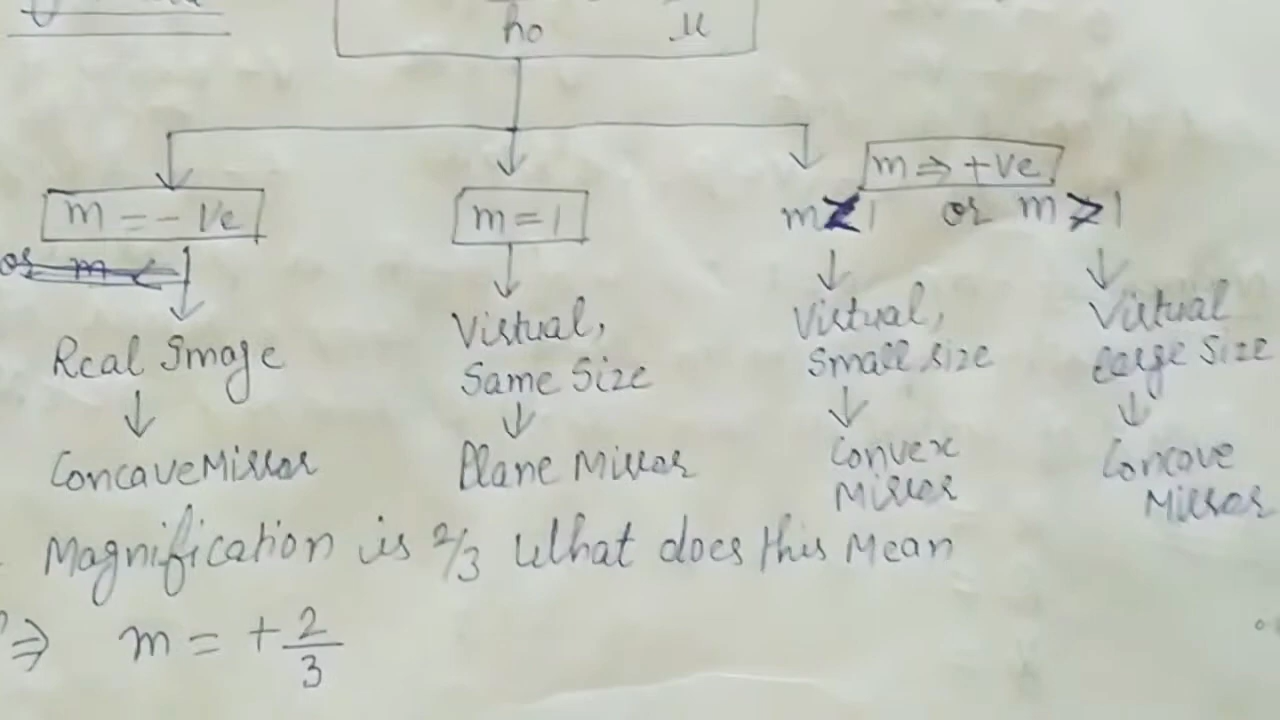 ho u
m ⇒ +ve
m = - Ve m = 1 m < 1 or m > 1
or m <
Real Image Virtual, Same Size Virtual, Small size Virtual Large Size
Concave Mirror Plane Mirror Convex Mirror Concave Mirror
Magnification is 2/3 What does this Mean
⇒ m = + 2/3